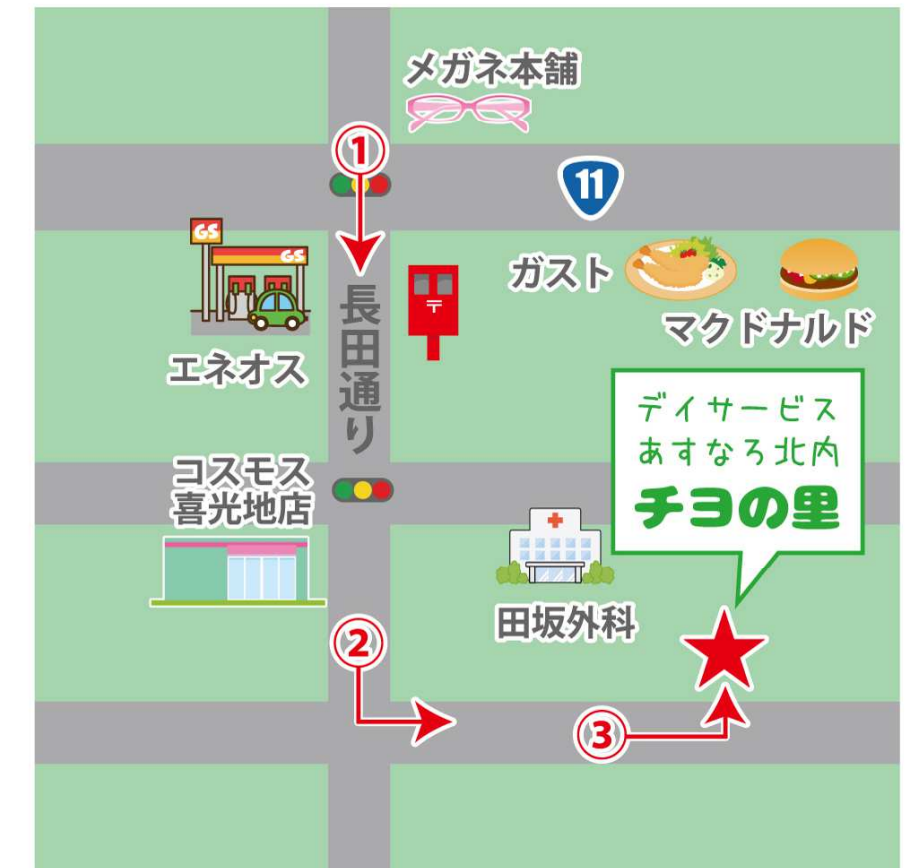 メガネ本舗
①
11
GS
GS
ガスト
マクドナルド
〒
エネオス
長田通り
デイサービス
あすなろ北内
チヨの里
コスモス
喜光地店
田坂外科
②
③